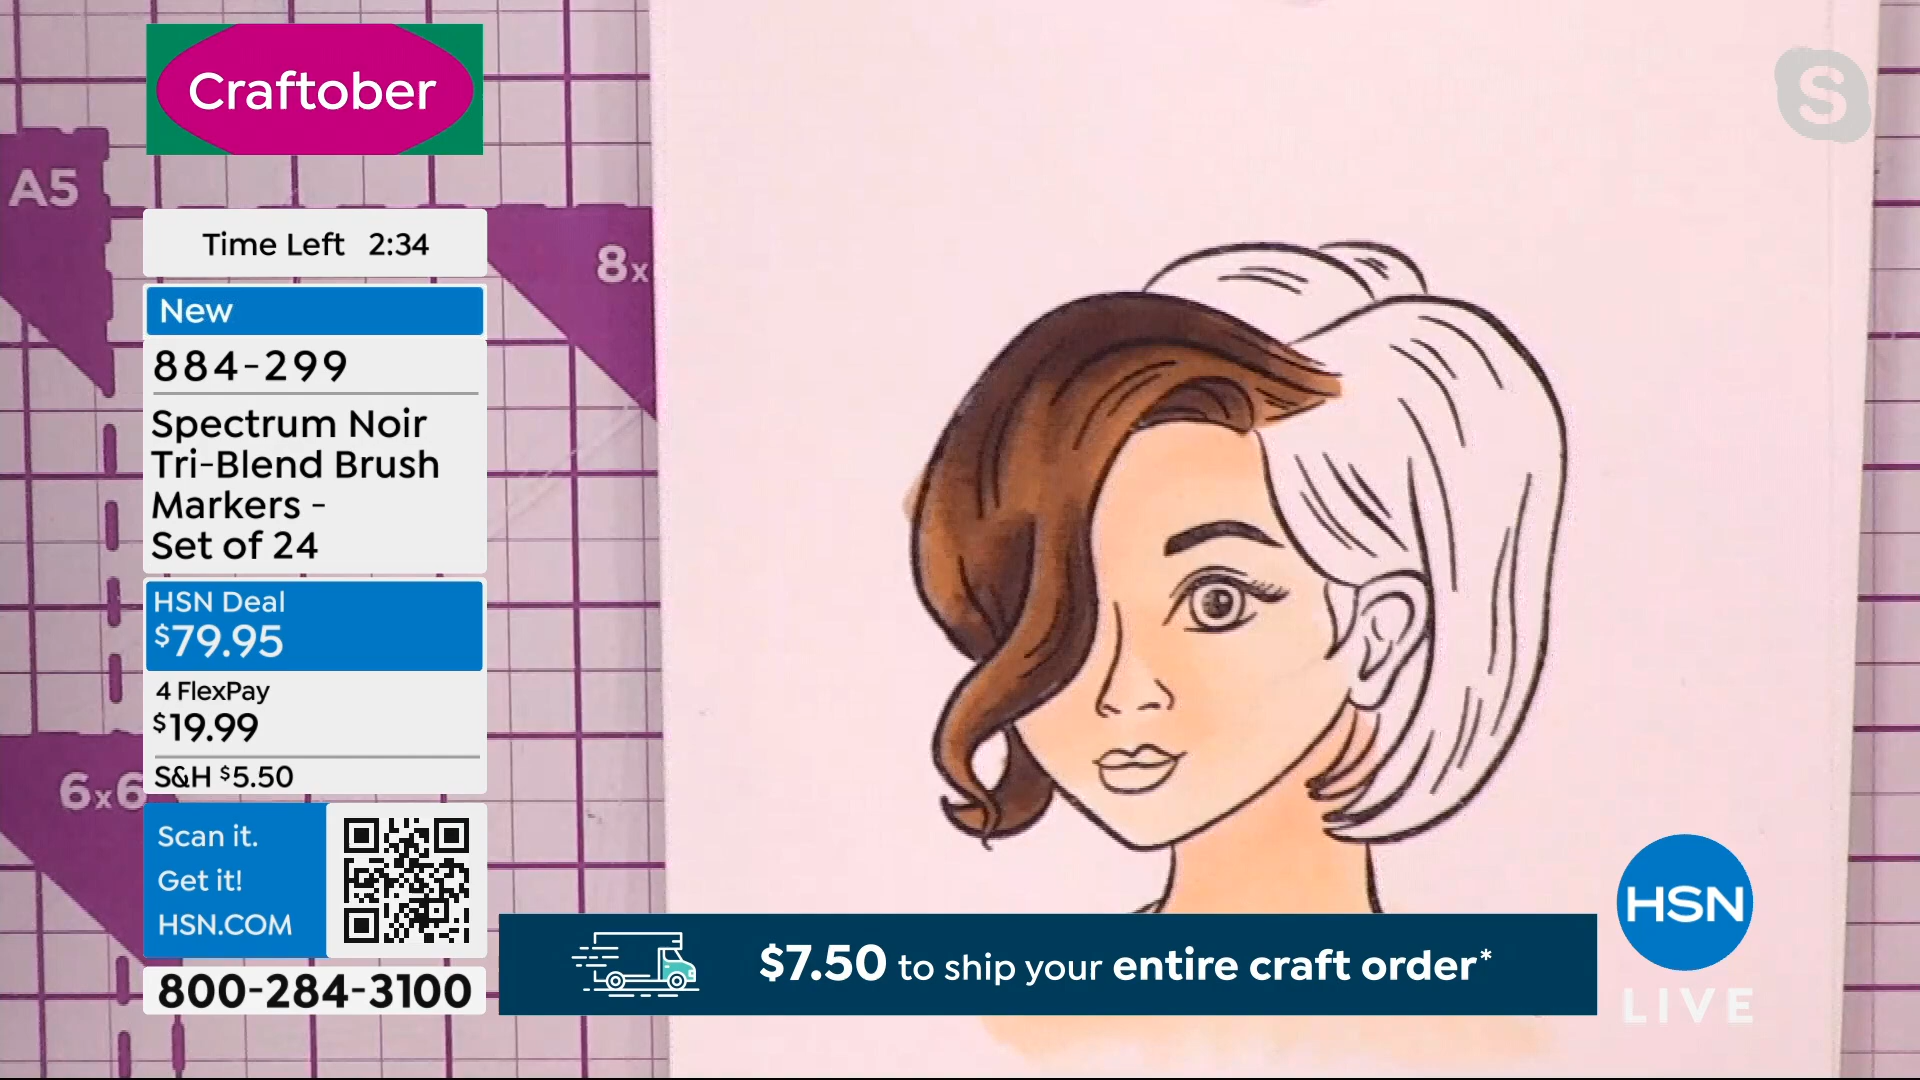 Craftober
A5
8x
Time Left 2:34
New
884-299
Spectrum Noir
Tri-Blend Brush
Markers -
Set of 24
HSN Deal
$79.95
4 FlexPay
$19.99
S&H $5.50
6x6
Scan it.
Get it!
HSN.COM
800-284-3100
$7.50 to ship your entire craft order*
S
HSN
LIVE